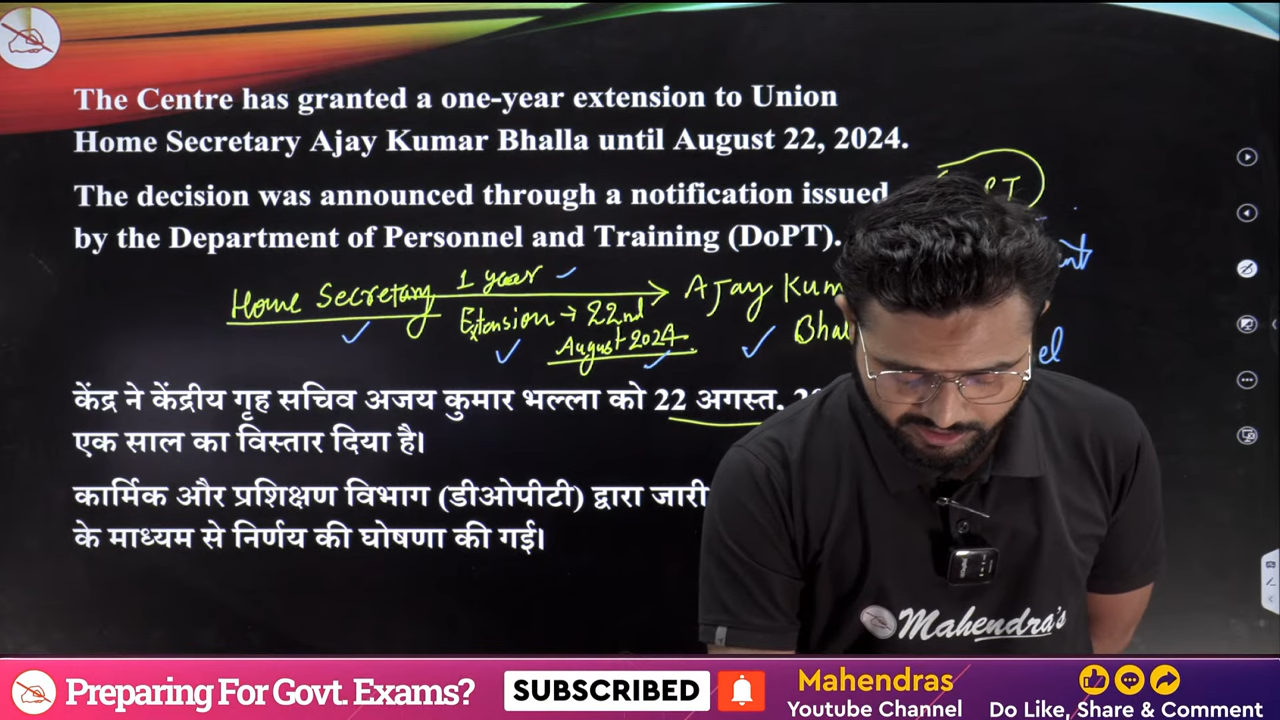 The Centre has granted a one-year extension to Union
Home Secretary Ajay Kumar Bhalla until August 22, 2024.
The decision was announced through a notification issued
by the Department of Personnel and Training (DoPT).
Home Secretary 1 year Ajay Kum
Extension → 22nd Bhal
August 2024
केंद्र ने केंद्रीय गृह सचिव अजय कुमार भल्ला को 22 अगस्त,
एक साल का विस्तार दिया है।
कार्मिक और प्रशिक्षण विभाग (डीओपीटी) द्वारा जारी
के माध्यम से निर्णय की घोषणा की गई।
Mahendra's
Preparing For Govt. Exams?
SUBSCRIBED
Mahendras
Youtube Channel
Do Like, Share & Comment